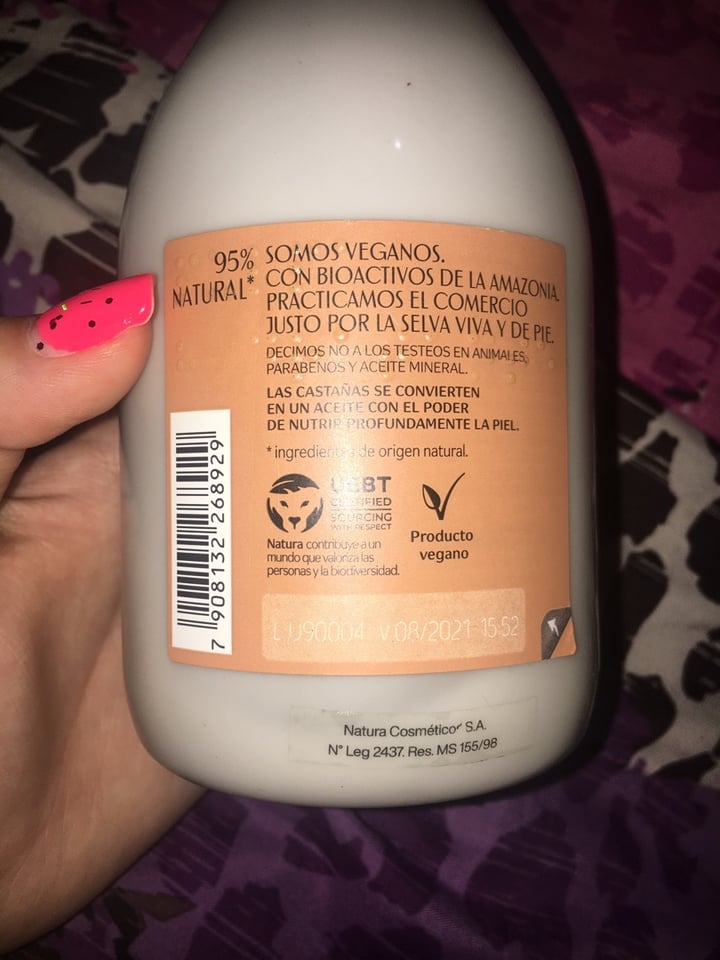 95%
NATURAL*
SOMOS VEGANOS.
CON BIOACTIVOS DE LA AMAZONIA.
PRACTICAMOS EL COMERCIO
JUSTO POR LA SELVA VIVA Y DE PIE.
DECIMOS NO A LOS TESTEOS EN ANIMALES,
PARABENOS Y ACEITE MINERAL.
LAS CASTAÑAS SE CONVIERTEN
EN UN ACEITE CON EL PODER
DE NUTRIR PROFUNDAMENTE LA PIEL.
* ingredientes de origen natural.
UEBT
CERTIFIED
SOURCING
WITH RESPECT
Natura contribuye a un
mundo que valoriza las
personas y la biodiversidad.
Producto
vegano
7 908132 268929
V.08/2021 15:52
Natura Cosméticos S.A.
N° Leg 2437. Res. MS 155/98